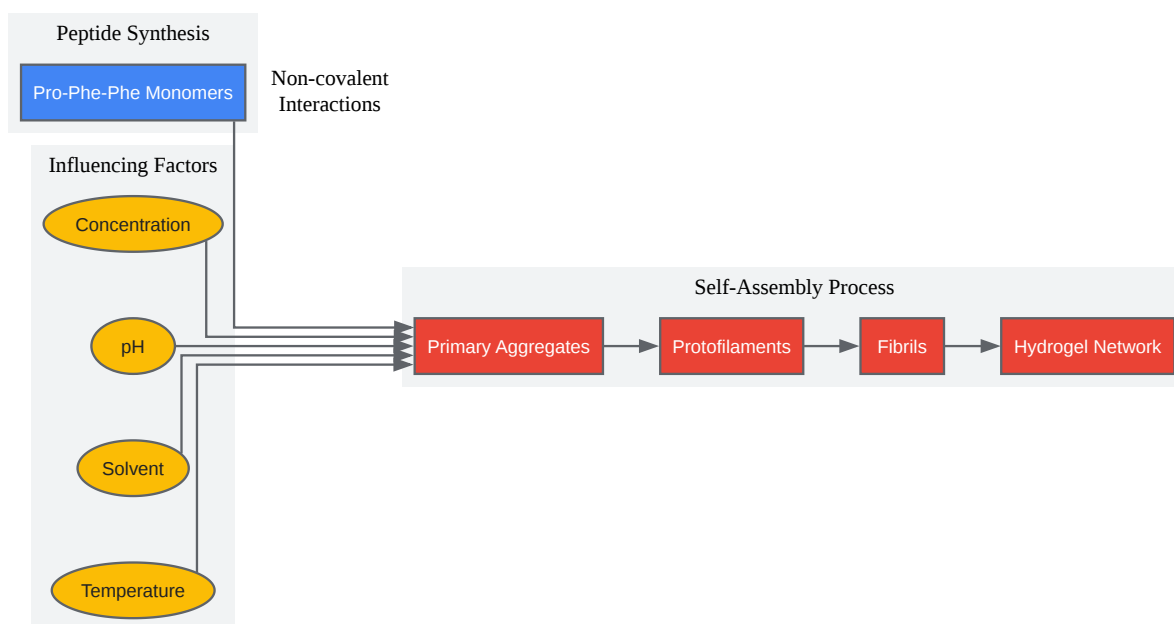 Peptide Synthesis
Pro-Phe-Phe Monomers
Non-covalent
Interactions
Influencing Factors
Concentration
pH
Solvent
Temperature
Self-Assembly Process
Primary Aggregates
Protofilaments
Fibrils
Hydrogel Network